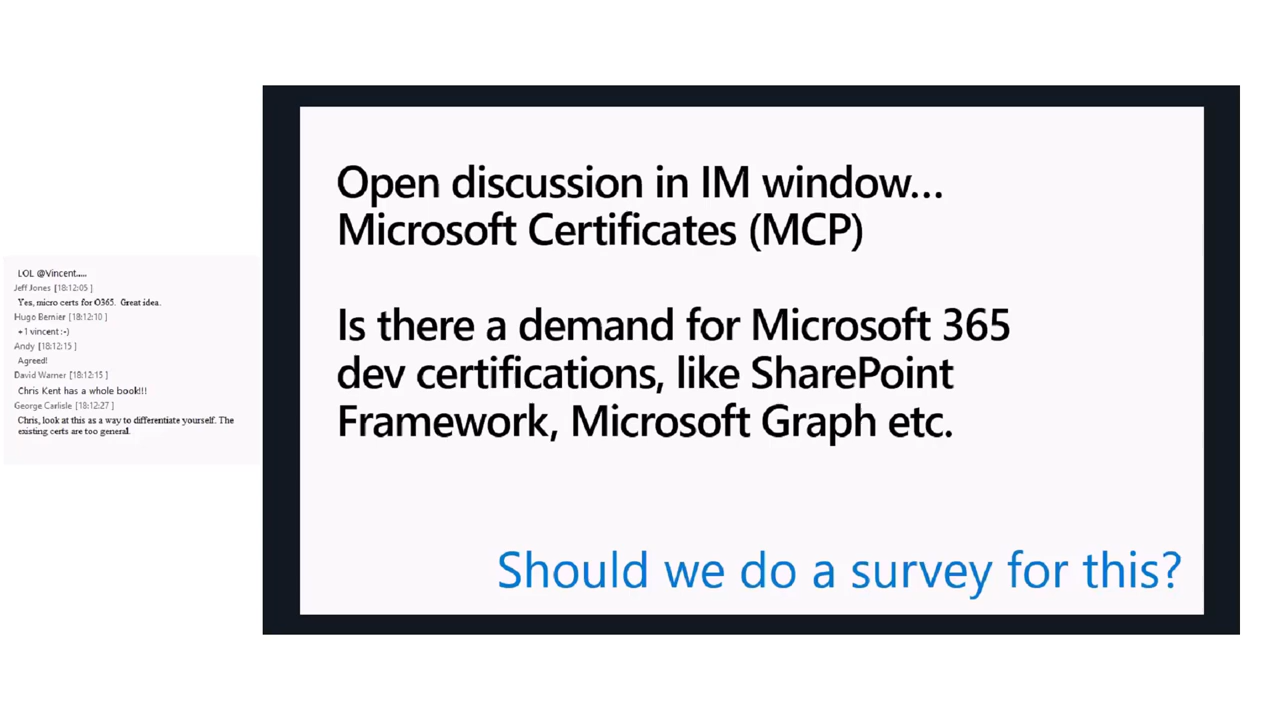 LOL @Vincent.....
Jeff Jones [18:12:05 ]
Yes, micro certs for O365. Great idea.
Hugo Bernier [18:12:10 ]
+1 vincent :-)
Andy [18:12:15 ]
Agreed!
David Warner [18:12:15 ]
Chris Kent has a whole book!!!
George Carlisle [18:12:27 ]
Chris, look at this as a way to differentiate yourself. The
existing certs are too general.
Open discussion in IM window...
Microsoft Certificates (MCP)
Is there a demand for Microsoft 365
dev certifications, like SharePoint
Framework, Microsoft Graph etc.
Should we do a survey for this?